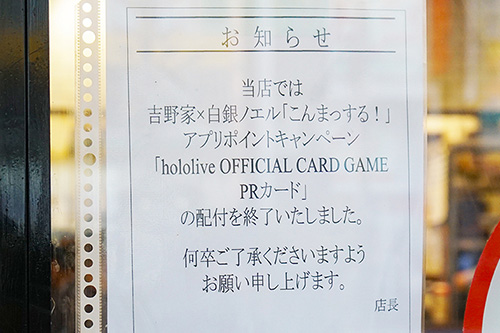 お知らせ
当店では
吉野家×白銀ノエル「こんまっする！」
アプリポイントキャンペーン
「hololive OFFICIAL CARD GAME
PRカード」
の配付を終了いたしました。
何卒ご了承くださいますよう
お願い申し上げます。
店長